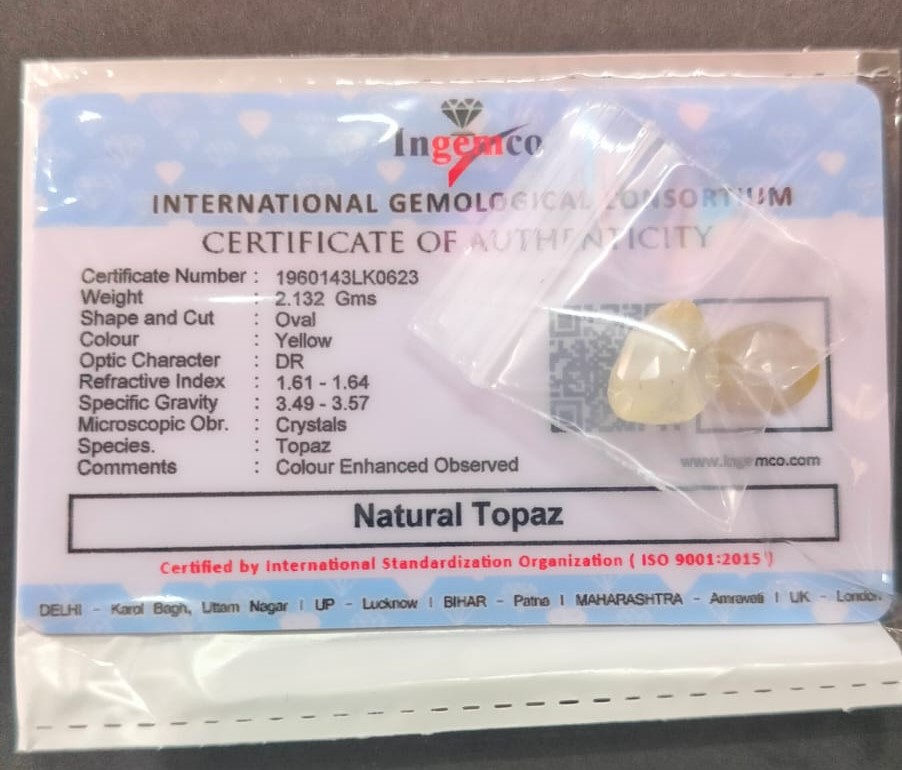 Ingemco
INTERNATIONAL GEMOLOGICAL CONSORTIUM
CERTIFICATE OF AUTHENTICITY
Certificate Number : 1960143LK0623
Weight : 2.132 Gms
Shape and Cut : Oval
Colour : Yellow
Optic Character : DR
Refractive Index : 1.61 - 1.64
Specific Gravity : 3.49 - 3.57
Microscopic Obr. : Crystals
Species. : Topaz
Comments : Colour Enhanced Observed
www.Ingemco.com
Natural Topaz
Certified by International Standardization Organization ( ISO 9001:2015 )
DELHI - Karol Bagh, Uttam Nagar | UP - Lucknow | BIHAR - Patna | MAHARASHTRA - Amravati | UK - London